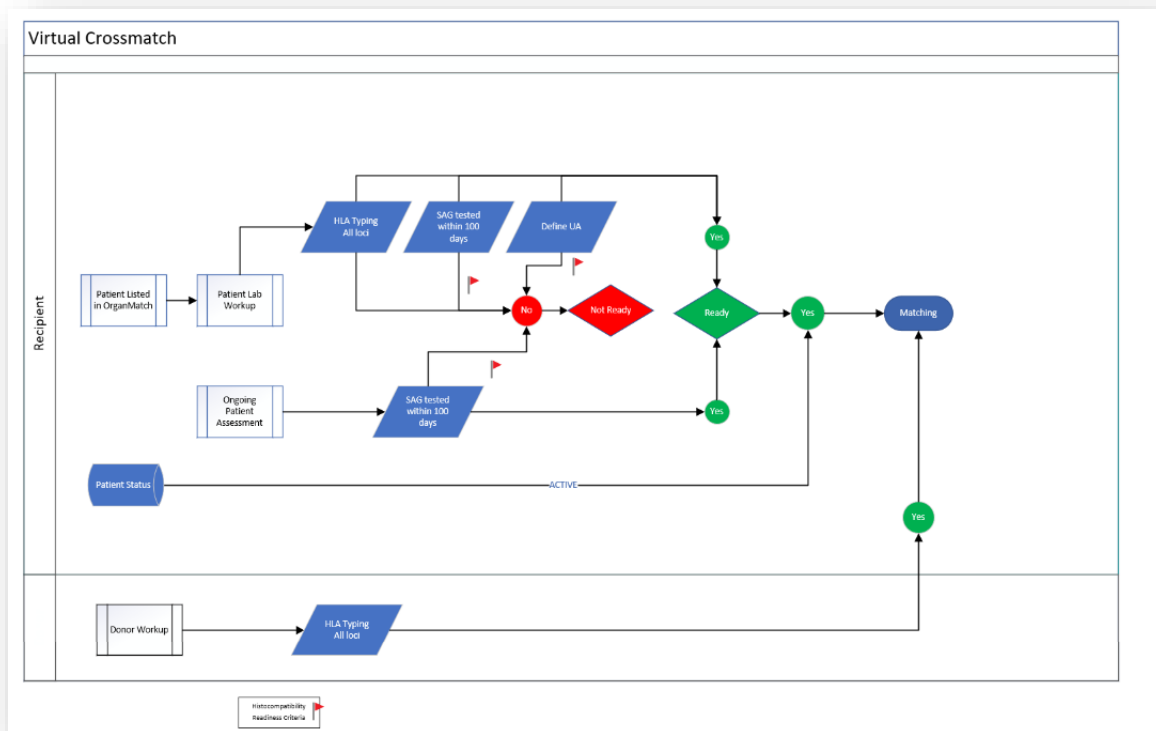 Virtual Crossmatch
Recipient
HLA Typing
All loci
SAG tested
within 100
days
Define UA
Yes
Patient Listed
in OrganMatch
Patient Lab
Workup
No
Not Ready
Ready
Yes
Matching
Ongoing
Patient
Assessment
SAG tested
within 100
days
Yes
Patient Status
ACTIVE
Yes
Donor Workup
HLA Typing
All loci
Histocompatibility
Readiness Criteria